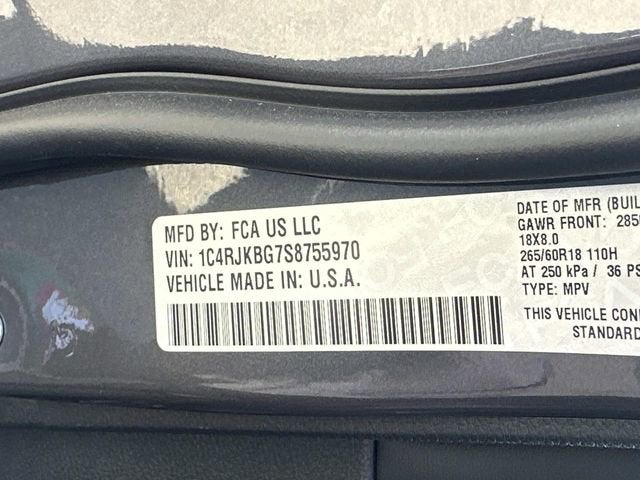 MFD BY: FCA US LLC
VIN: 1C4RJKBG7S8755970
VEHICLE MADE IN: U.S.A.
DATE OF MFR (BUIL
GAWR FRONT: 285
18X8.0
265/60R18 110H
AT 250 kPa / 36 PS
TYPE: MPV
THIS VEHICLE CON
STANDARD